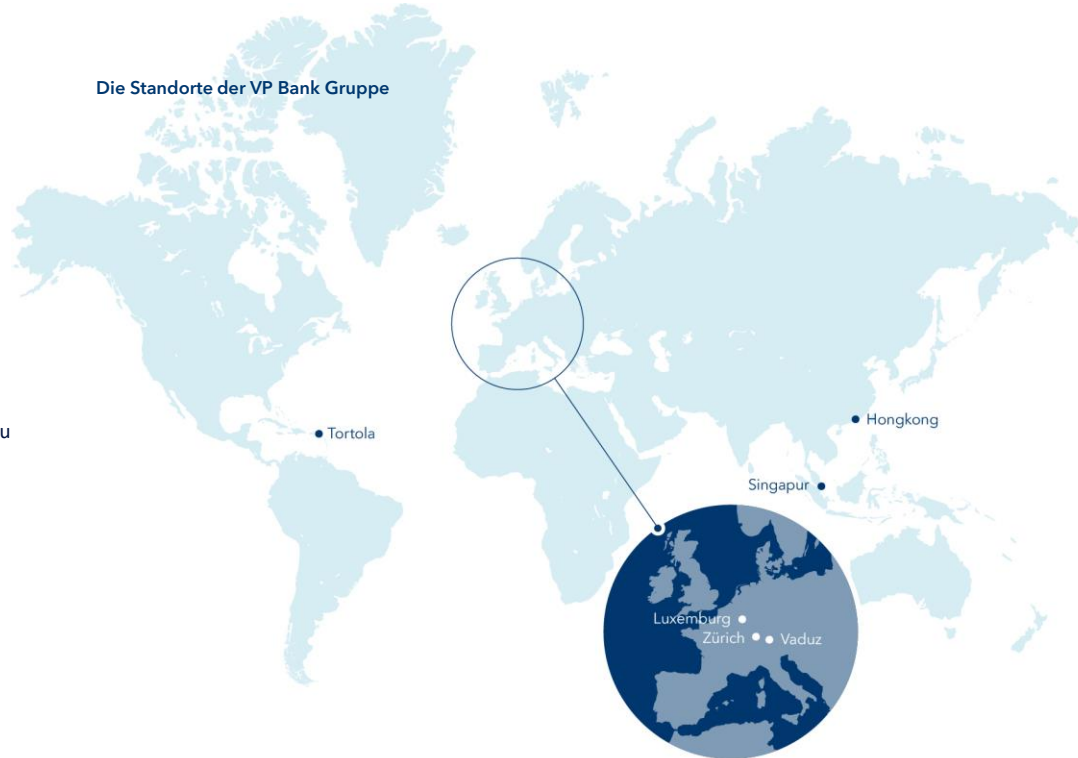 Die Standorte der VP Bank Gruppe
Hongkong
u
Tortola
Singapur
Luxemburg
Zürich
Vaduz